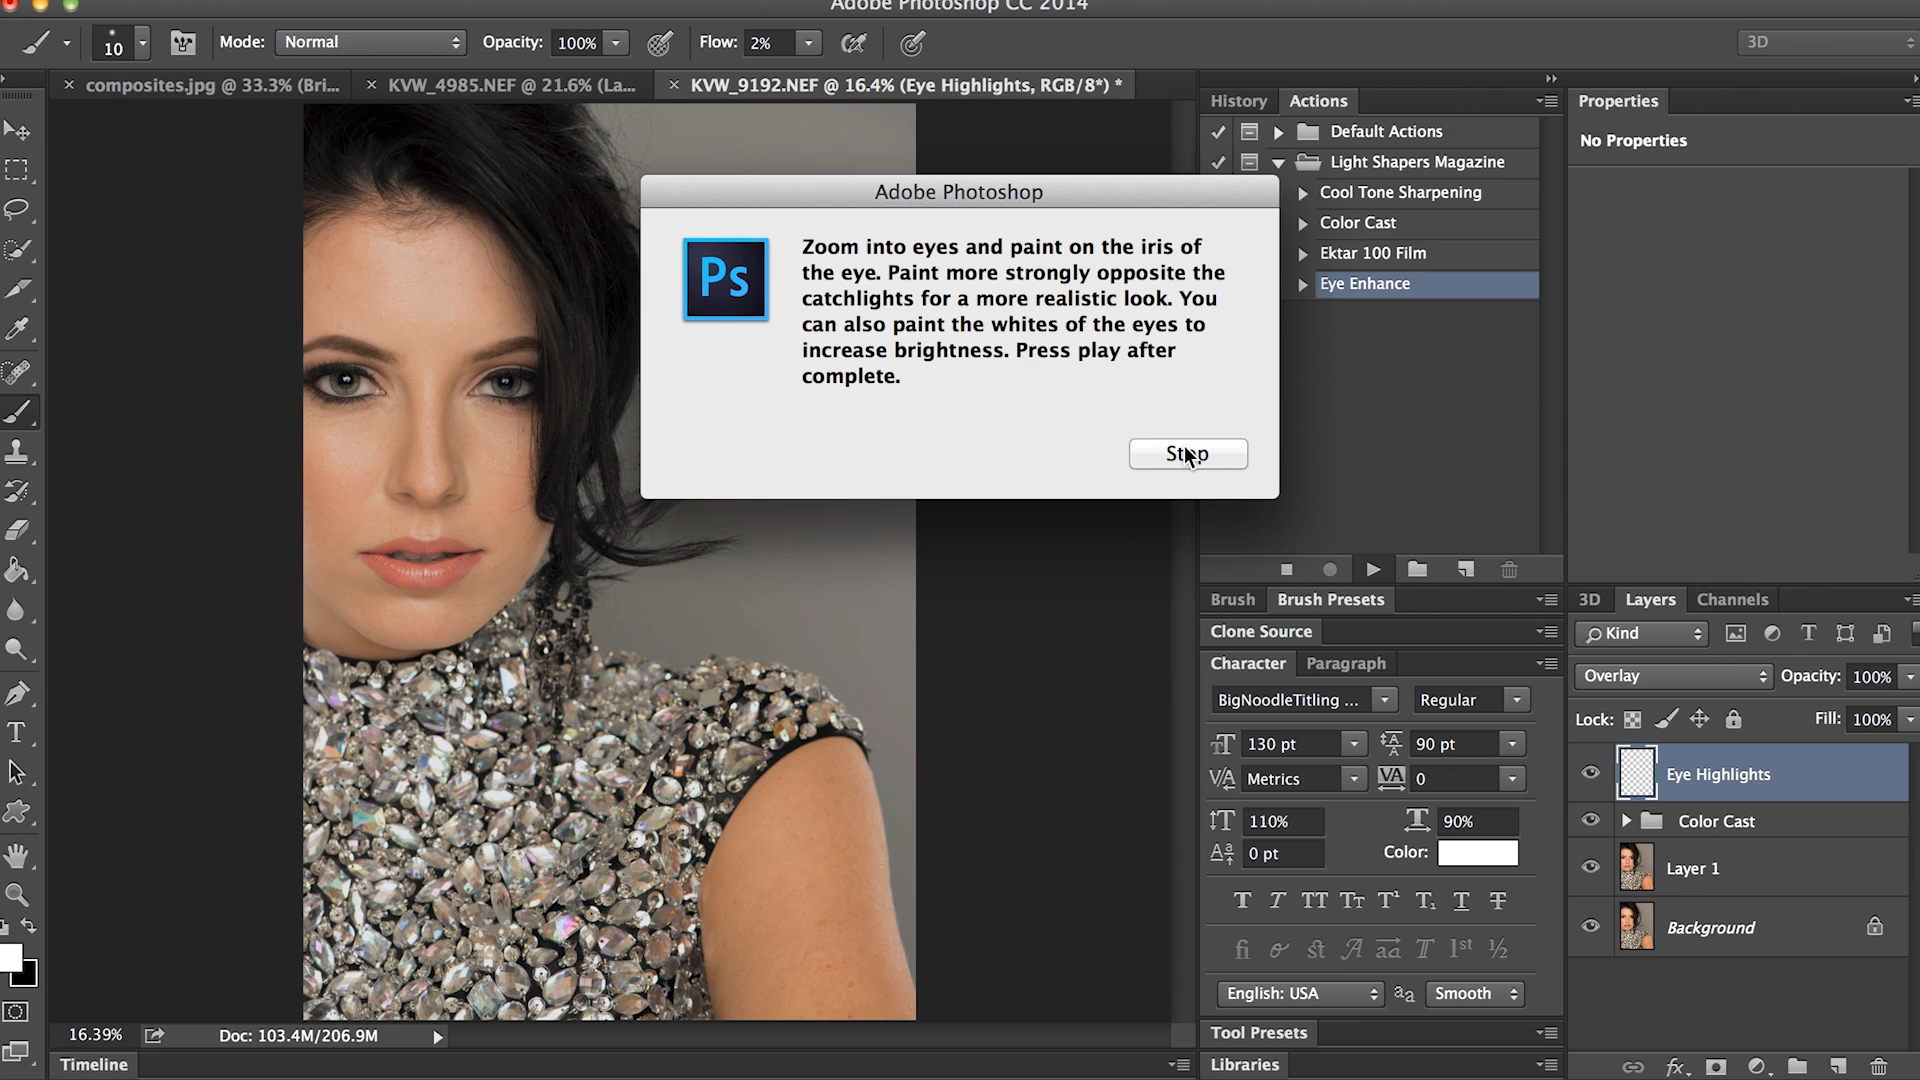 Adobe Photoshop CC 2014
10
Mode: Normal
Opacity: 100%
Flow: 2%
3D
composites.jpg @ 33.3% (Bri...
KVW_4985.NEF @ 21.6% (La...
KVW_9192.NEF @ 16.4% (Eye Highlights, RGB/8*) *
History
Actions
Default Actions
Light Shapers Magazine
Cool Tone Sharpening
Color Cast
Ektar 100 Film
Eye Enhance
Properties
No Properties
Adobe Photoshop
Ps
Zoom into eyes and paint on the iris of
the eye. Paint more strongly opposite the
catchlights for a more realistic look. You
can also paint the whites of the eyes to
increase brightness. Press play after
complete.
Stop
Brush
Brush Presets
Clone Source
Character
Paragraph
BigNoodleTitling ...
Regular
130 pt
90 pt
Metrics
0
110%
90%
0 pt
Color:
English: USA
Smooth
Tool Presets
Libraries
3D
Layers
Channels
Kind
Overlay
Opacity: 100%
Lock:
Fill: 100%
Eye Highlights
Color Cast
Layer 1
Background
16.39%
Doc: 103.4M/206.9M
Timeline